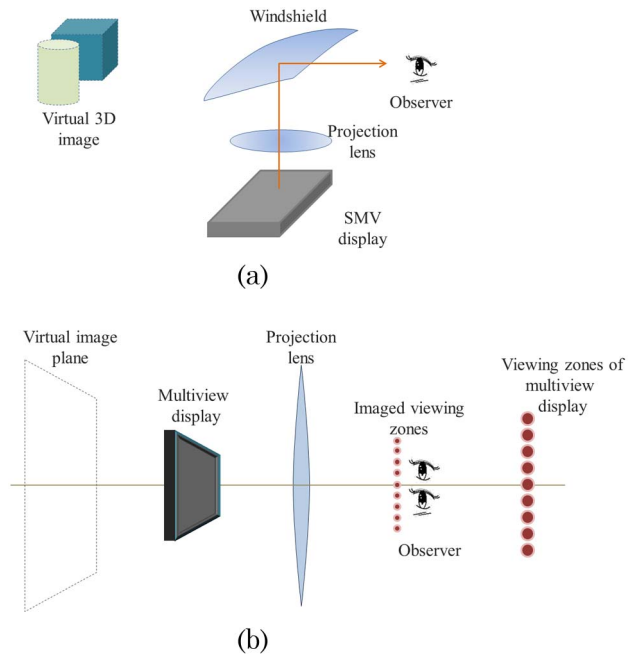 Windshield
Observer
Virtual 3D
image
Projection
lens
SMV
display
(a)
Virtual image
plane
Projection
lens
Viewing zones of
multiview
display
Multiview
display
Imaged viewing
zones
Observer
(b)